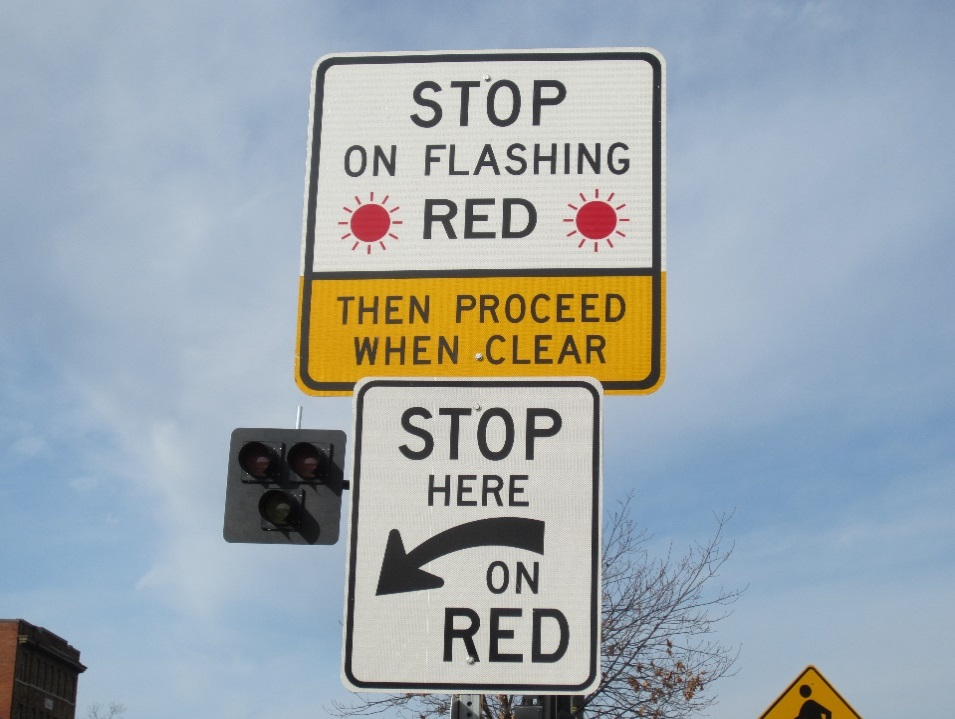 STOP
ON FLASHING
RED
THEN PROCEED
WHEN CLEAR
STOP
HERE
ON
RED